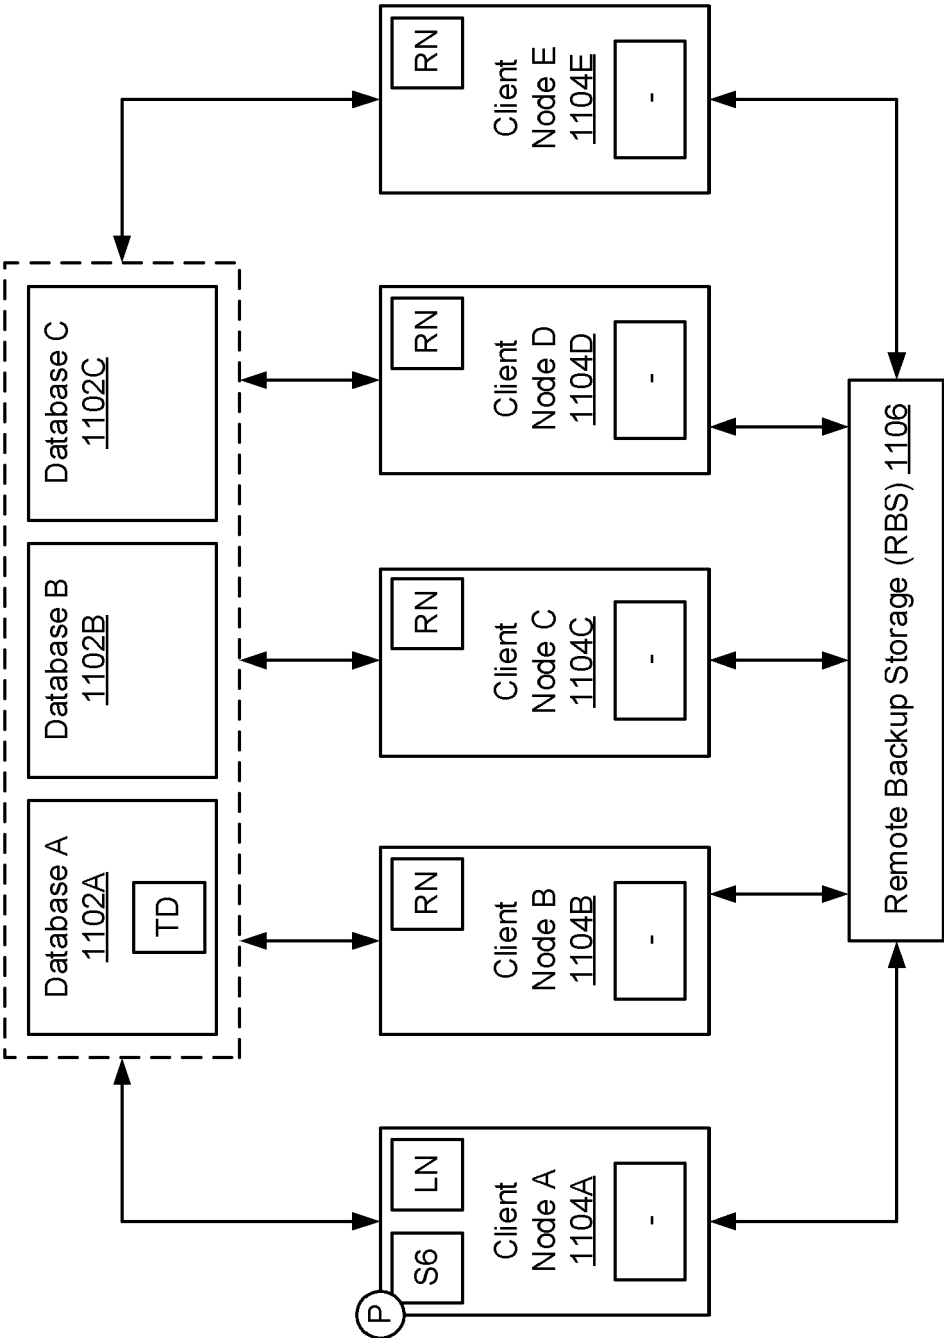 Database A
1102A
TD
Database B
1102B
Database C
1102C
P
S6
LN
Client
Node A
1104A
-
RN
Client
Node B
1104B
-
RN
Client
Node C
1104C
-
RN
Client
Node D
1104D
-
RN
Client
Node E
1104E
-
Remote Backup Storage (RBS) 1106